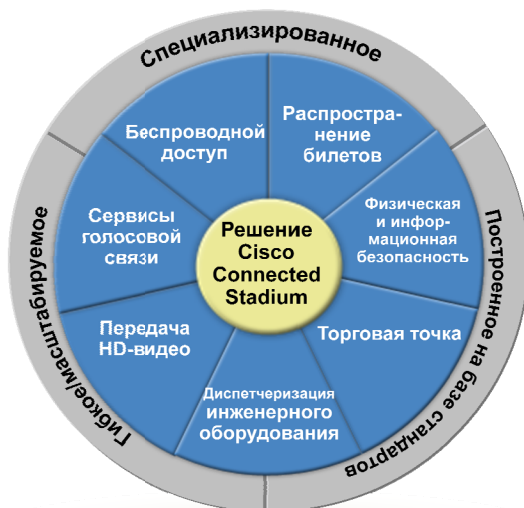 Специализированное
Беспроводной
доступ
Распростра-
нение
билетов
Физическая
и инфор-
мационная
безопасность
Торговая точка
Диспетчеризация
инженерного
оборудования
Передача
HD-видео
Сервисы
голосовой
связи
Решение
Cisco
Connected
Stadium
Построенное на базе стандартов
Гибкое/масштабируемое